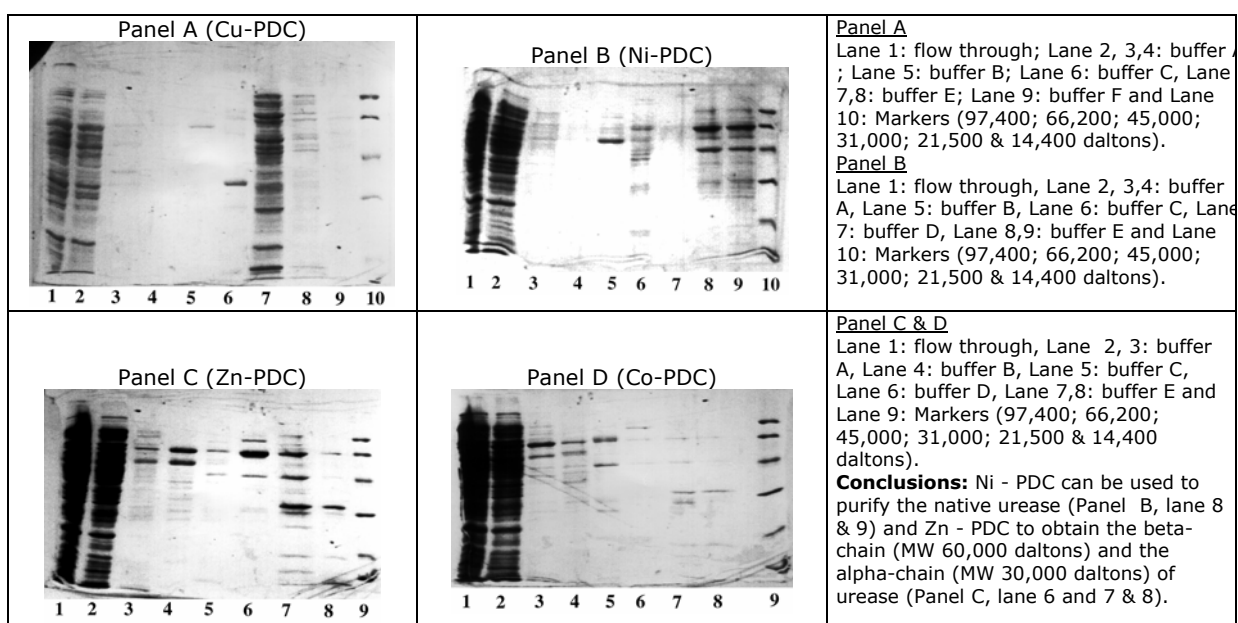 Panel A (Cu-PDC)
1 2 3 4 5 6 7 8 9 10
Panel B (Ni-PDC)
1 2 3 4 5 6 7 8 9 10
Panel A
Lane 1: flow through; Lane 2, 3,4: buffer
; Lane 5: buffer B; Lane 6: buffer C, Lane
7,8: buffer E; Lane 9: buffer F and Lane
10: Markers (97,400; 66,200; 45,000;
31,000; 21,500 & 14,400 daltons).
Panel B
Lane 1: flow through, Lane 2, 3,4: buffer
A, Lane 5: buffer B, Lane 6: buffer C, Lane
7: buffer D, Lane 8,9: buffer E and Lane
10: Markers (97,400; 66,200; 45,000;
31,000; 21,500 & 14,400 daltons).
Panel C (Zn-PDC)
1 2 3 4 5 6 7 8 9
Panel D (Co-PDC)
1 2 3 4 5 6 7 8 9
Panel C & D
Lane 1: flow through, Lane 2, 3: buffer
A, Lane 4: buffer B, Lane 5: buffer C,
Lane 6: buffer D, Lane 7,8: buffer E and
Lane 9: Markers (97,400; 66,200;
45,000; 31,000; 21,500 & 14,400
daltons).
Conclusions: Ni - PDC can be used to
purify the native urease (Panel B, lane 8
& 9) and Zn - PDC to obtain the beta-
chain (MW 60,000 daltons) and the
alpha-chain (MW 30,000 daltons) of
urease (Panel C, lane 6 and 7 & 8).